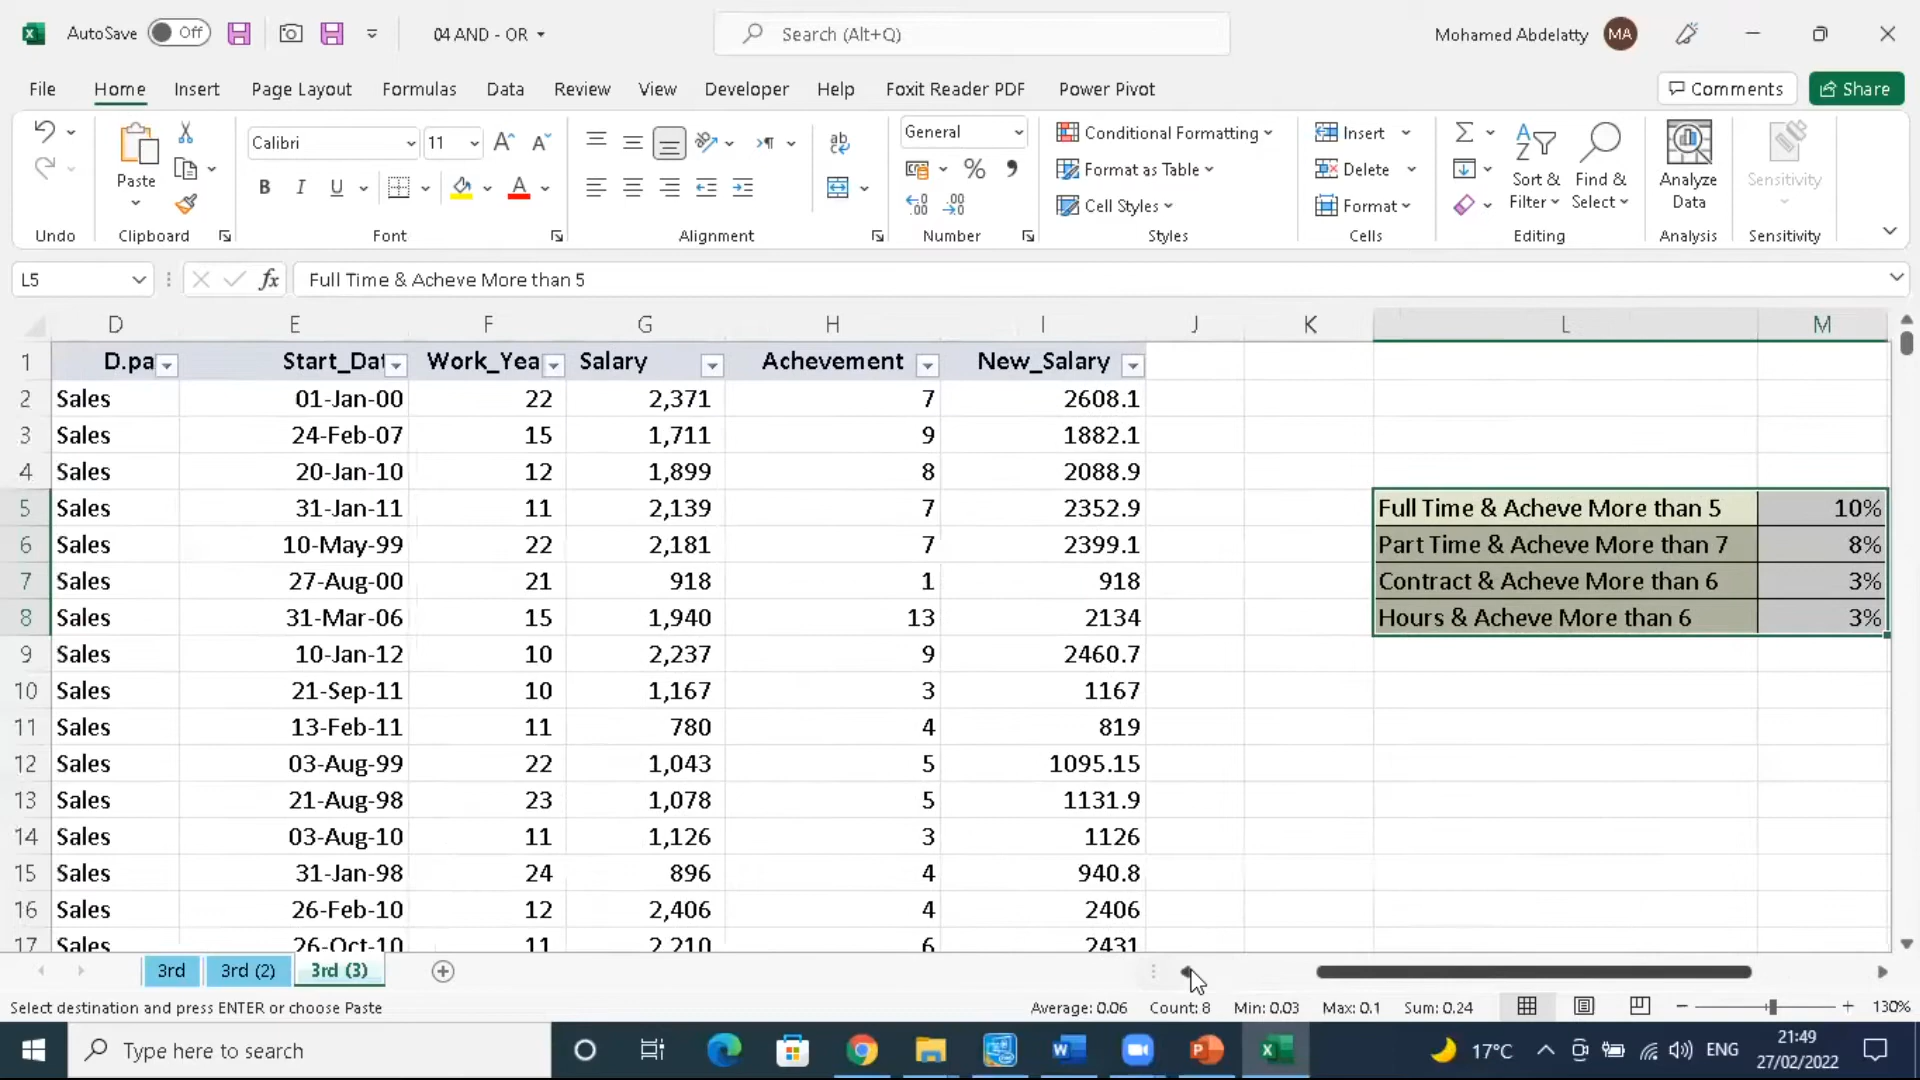 AutoSave Off 04 AND - OR Search (Alt+Q) Mohamed Abdelatty MA
File Home Insert Page Layout Formulas Data Review View Developer Help Foxit Reader PDF Power Pivot Comments Share
Calibri 11 General Conditional Formatting Insert
Paste Format as Table Delete Sort & Filter Find & Select Analyze Data Sensitivity
B I U A Cell Styles Format
Undo Clipboard Font Alignment Number Styles Cells Editing Analysis Sensitivity
L5 fx Full Time & Acheve More than 5
D E F G H I J K L M
1 D.pa Start_Dat Work_Yea Salary Achevement New_Salary
2 Sales 01-Jan-00 22 2,371 7 2608.1
3 Sales 24-Feb-07 15 1,711 9 1882.1
4 Sales 20-Jan-10 12 1,899 8 2088.9
5 Sales 31-Jan-11 11 2,139 7 2352.9 Full Time & Acheve More than 5 10%
6 Sales 10-May-99 22 2,181 7 2399.1 Part Time & Acheve More than 7 8%
7 Sales 27-Aug-00 21 918 1 918 Contract & Acheve More than 6 3%
8 Sales 31-Mar-06 15 1,940 13 2134 Hours & Acheve More than 6 3%
9 Sales 10-Jan-12 10 2,237 9 2460.7
10 Sales 21-Sep-11 10 1,167 3 1167
11 Sales 13-Feb-11 11 780 4 819
12 Sales 03-Aug-99 22 1,043 5 1095.15
13 Sales 21-Aug-98 23 1,078 5 1131.9
14 Sales 03-Aug-10 11 1,126 3 1126
15 Sales 31-Jan-98 24 896 4 940.8
16 Sales 26-Feb-10 12 2,406 4 2406
17 Sales 26-Oct-10 11 2,210 6 2431
3rd 3rd (2) 3rd (3)
Select destination and press ENTER or choose Paste Average: 0.06 Count: 8 Min: 0.03 Max: 0.1 Sum: 0.24 130%
Type here to search 17°C ENG 21:49
27/02/2022